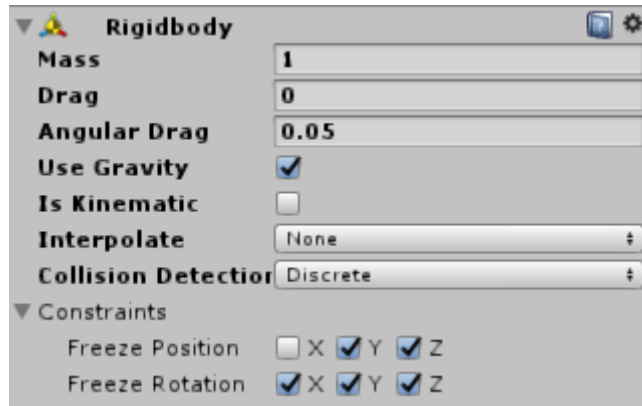 Rigidbody
Mass 1
Drag 0
Angular Drag 0.05
Use Gravity
Is Kinematic
Interpolate None
Collision Detection Discrete
Constraints
Freeze Position X Y Z
Freeze Rotation X Y Z